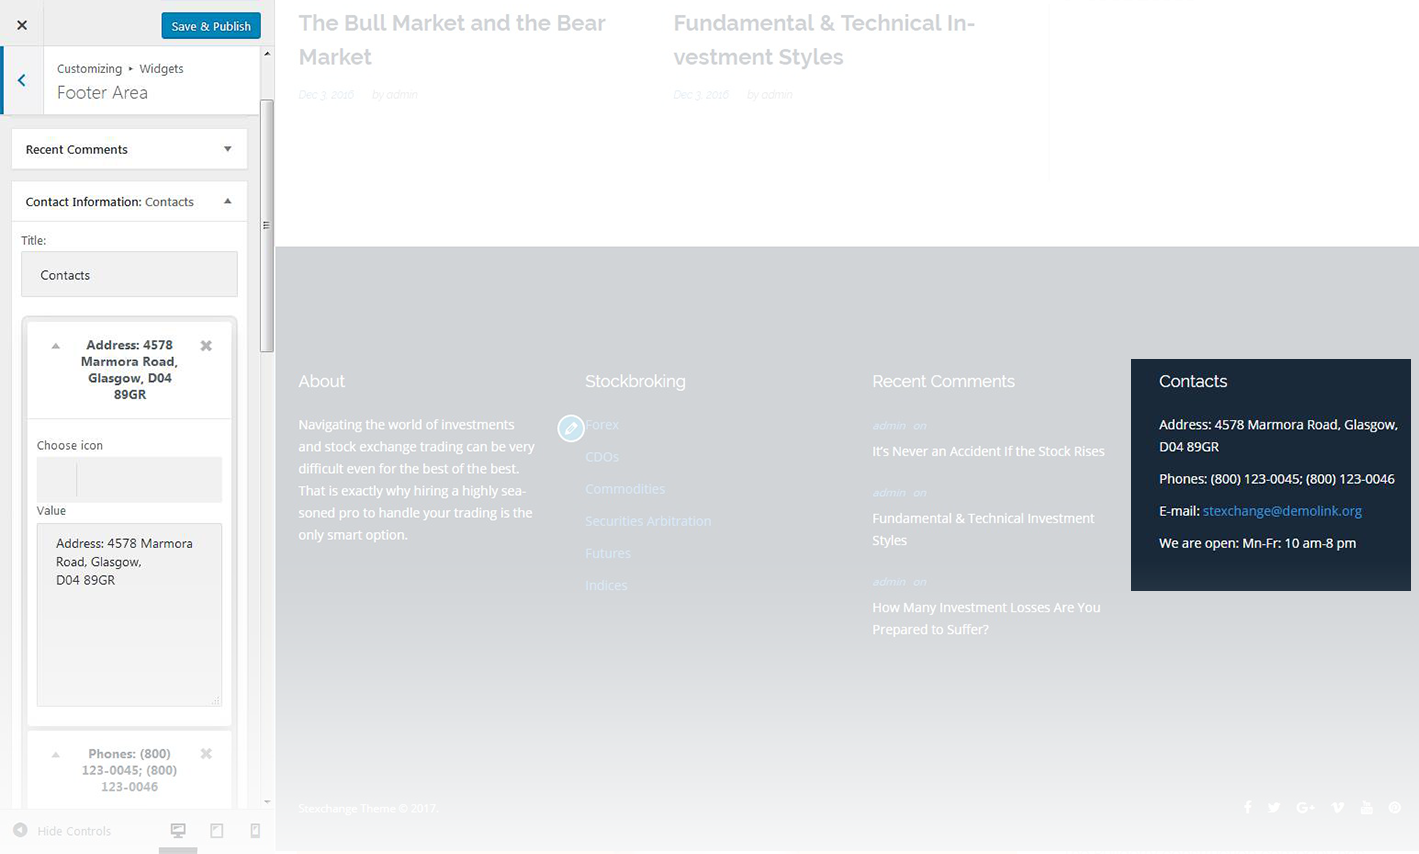 Save & Publish
Customizing ▸ Widgets
Footer Area
Recent Comments
Contact Information: Contacts
Title:
Contacts
Address: 4578
Marmora Road,
Glasgow, D04
89GR
Choose icon
Value
Address: 4578 Marmora
Road, Glasgow,
D04 89GR
Phones: (800)
123-0045; (800)
123-0046
Hide Controls
The Bull Market and the Bear
Market
Dec 3, 2016 by admin
Fundamental & Technical In-
vestment Styles
Dec 3, 2016 by admin
About
Navigating the world of investments
and stock exchange trading can be very
difficult even for the best of the best.
That is exactly why hiring a highly sea-
soned pro to handle your trading is the
only smart option.
Stockbroking
Forex
CDOs
Commodities
Securities Arbitration
Futures
Indices
Recent Comments
admin on
It's Never an Accident If the Stock Rises
admin on
Fundamental & Technical Investment
Styles
admin on
How Many Investment Losses Are You
Prepared to Suffer?
Contacts
Address: 4578 Marmora Road, Glasgow,
D04 89GR
Phones: (800) 123-0045; (800) 123-0046
E-mail: stexchange@demolink.org
We are open: Mn-Fr: 10 am-8 pm
Stexchange Theme © 2017.